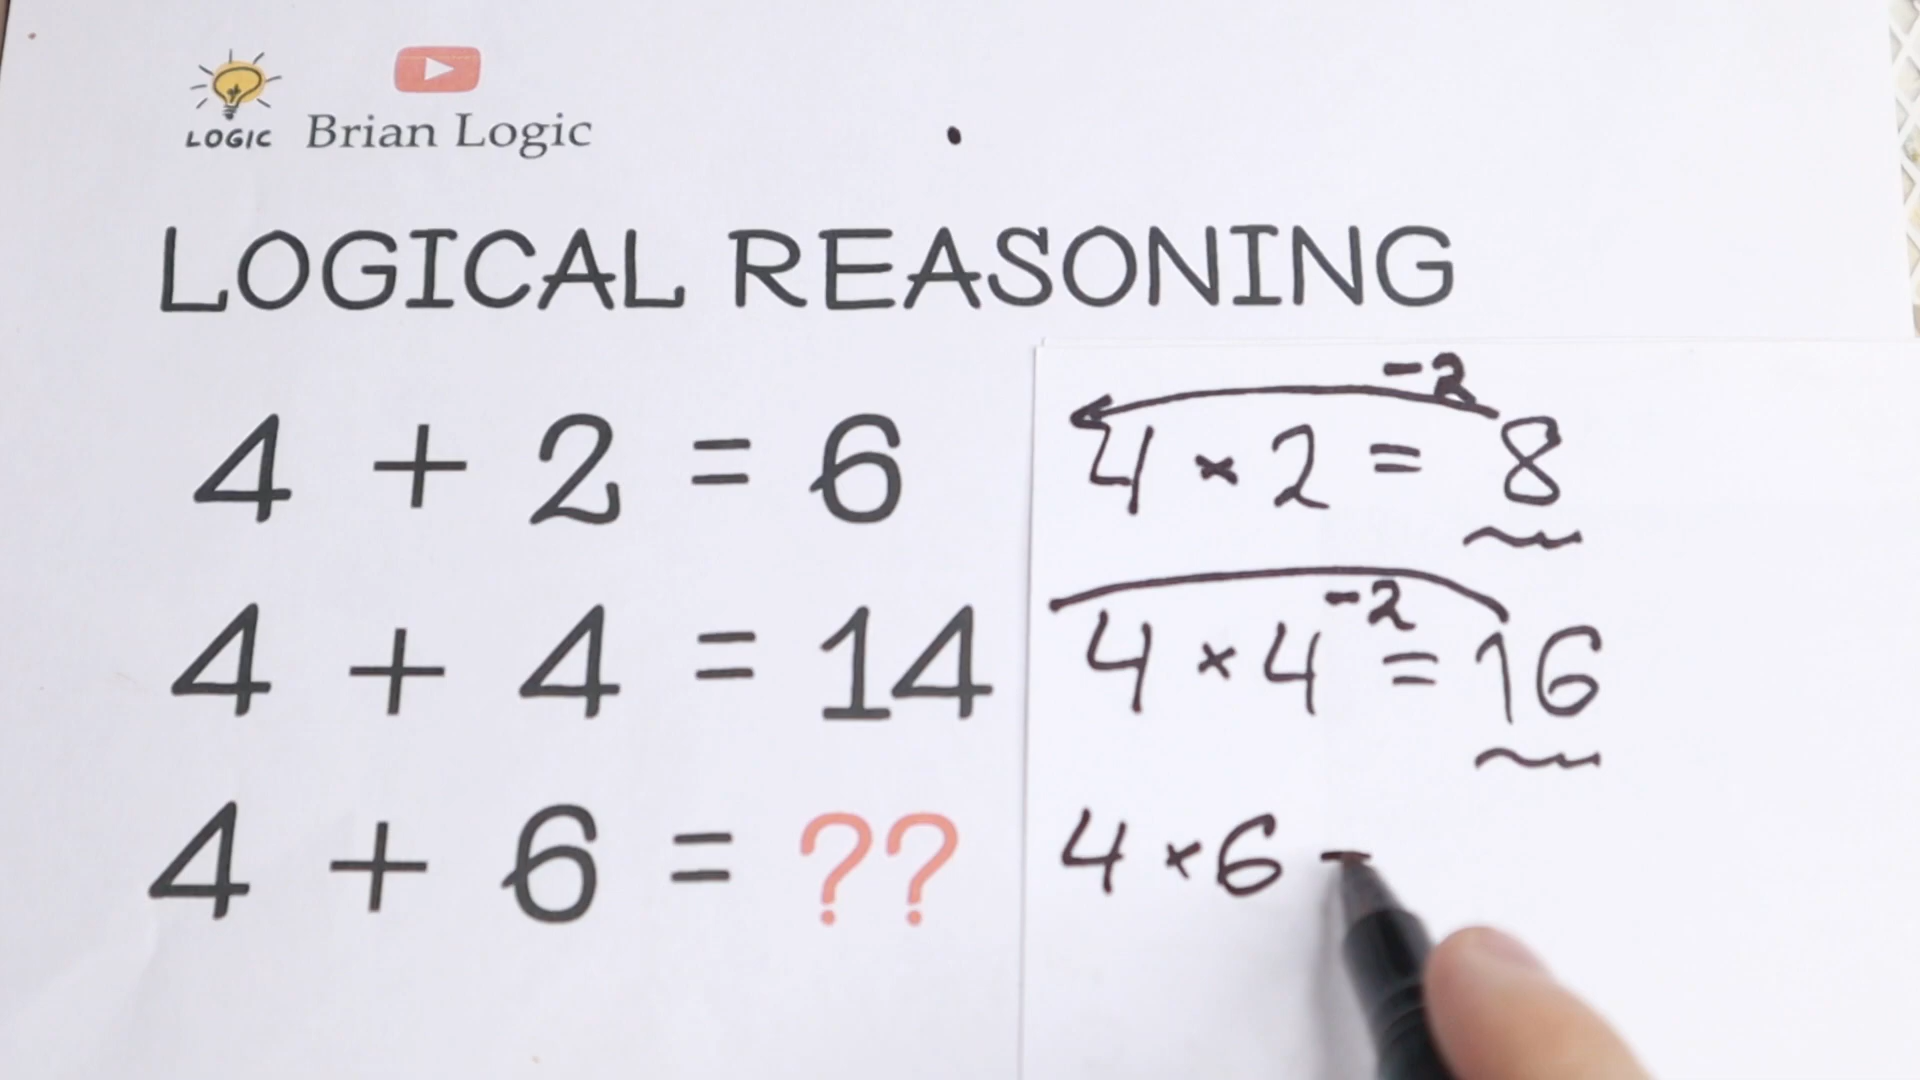 LOGIC Brian Logic
LOGICAL REASONING
4 + 2 = 6
4 + 4 = 14
4 + 6 = ??
-2
4 × 2 = 8
-2
4 × 4 = 16
4 × 6 -